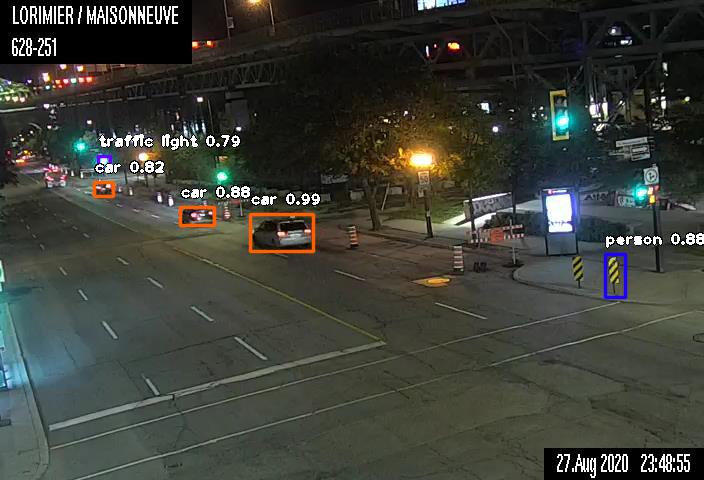 LORIMIER / MAISONNEUVE
628-251
traffic light 0.79
car 0.82
car 0.88
car 0.99
person 0.88
27.Aug 2020 23:48:55